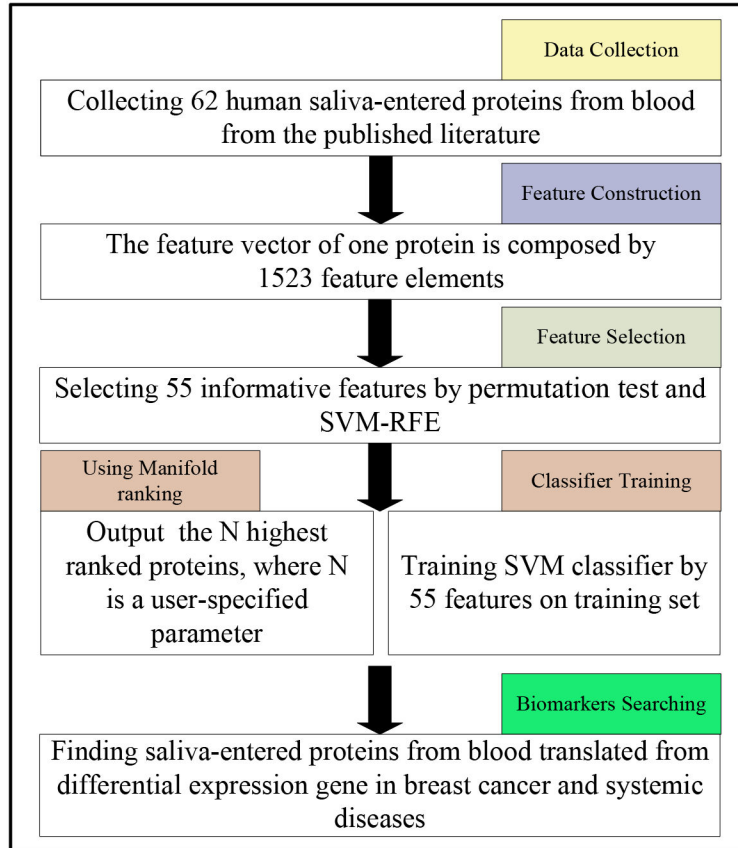 Data Collection
Collecting 62 human saliva-entered proteins from blood
from the published literature
Feature Construction
The feature vector of one protein is composed by
1523 feature elements
Feature Selection
Selecting 55 informative features by permutation test and
SVM-RFE
Using Manifold
ranking
Output the N highest
ranked proteins, where N
is a user-specified
parameter
Classifier Training
Training SVM classifier by
55 features on training set
Biomarkers Searching
Finding saliva-entered proteins from blood translated from
differential expression gene in breast cancer and systemic
diseases